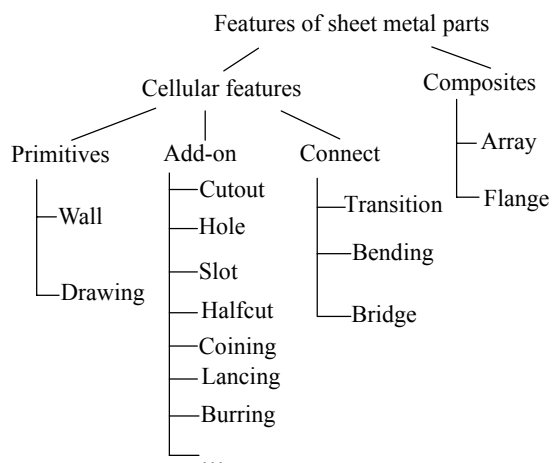 Features of sheet metal parts
Cellular features
Composites
Primitives
Add-on
Connect
Array
Flange
Wall
Drawing
Cutout
Hole
Slot
Halfcut
Coining
Lancing
Burring
...
Transition
Bending
Bridge